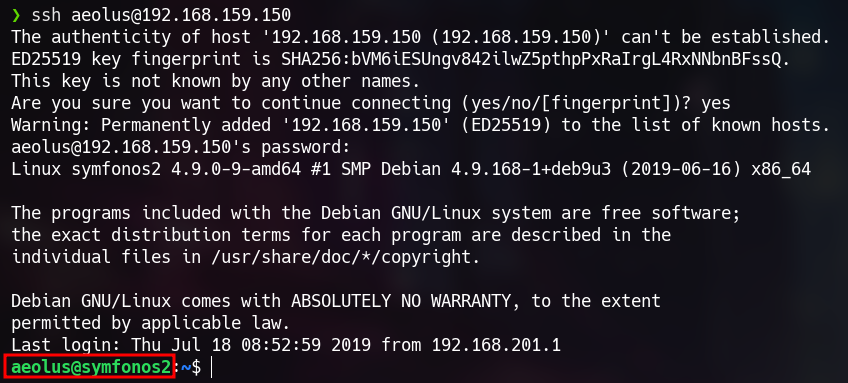 ❯ ssh aeolus@192.168.159.150
The authenticity of host '192.168.159.150 (192.168.159.150)' can't be established.
ED25519 key fingerprint is SHA256:bVM6iESUngv842ilwZ5pthpPxRaIrgL4RxNNbnBFssQ.
This key is not known by any other names.
Are you sure you want to continue connecting (yes/no/[fingerprint])? yes
Warning: Permanently added '192.168.159.150' (ED25519) to the list of known hosts.
aeolus@192.168.159.150's password:
Linux symfonos2 4.9.0-9-amd64 #1 SMP Debian 4.9.168-1+deb9u3 (2019-06-16) x86_64
The programs included with the Debian GNU/Linux system are free software;
the exact distribution terms for each program are described in the
individual files in /usr/share/doc/*/copyright.
Debian GNU/Linux comes with ABSOLUTELY NO WARRANTY, to the extent
permitted by applicable law.
Last login: Thu Jul 18 08:52:59 2019 from 192.168.201.1
aeolus@symfonos2:~$